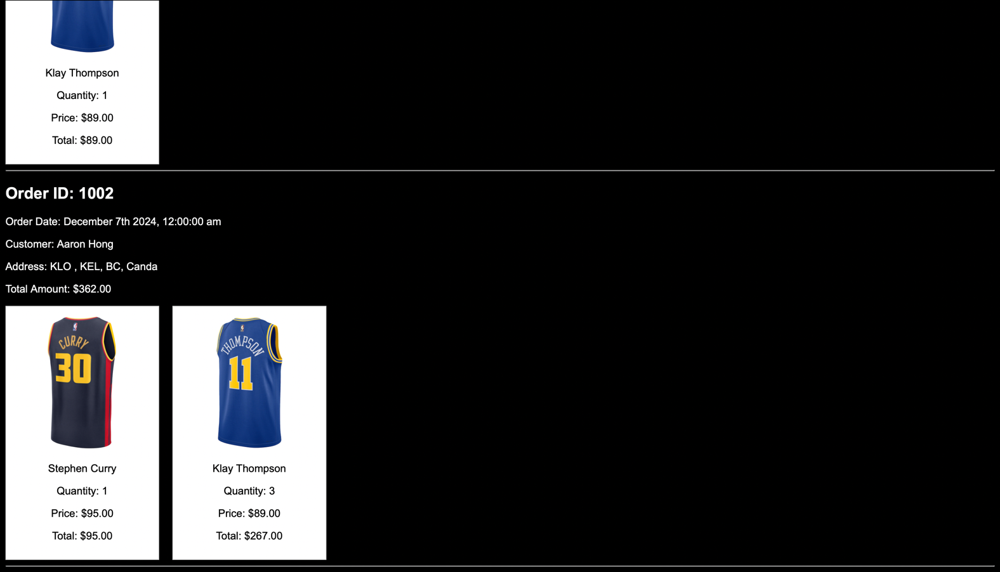 Klay Thompson
Quantity: 1
Price: $89.00
Total: $89.00
Order ID: 1002
Order Date: December 7th 2024, 12:00:00 am
Customer: Aaron Hong
Address: KLO , KEL, BC, Canda
Total Amount: $362.00
CURRY
30
THOMPSON
11
Stephen Curry
Quantity: 1
Price: $95.00
Total: $95.00
Klay Thompson
Quantity: 3
Price: $89.00
Total: $267.00